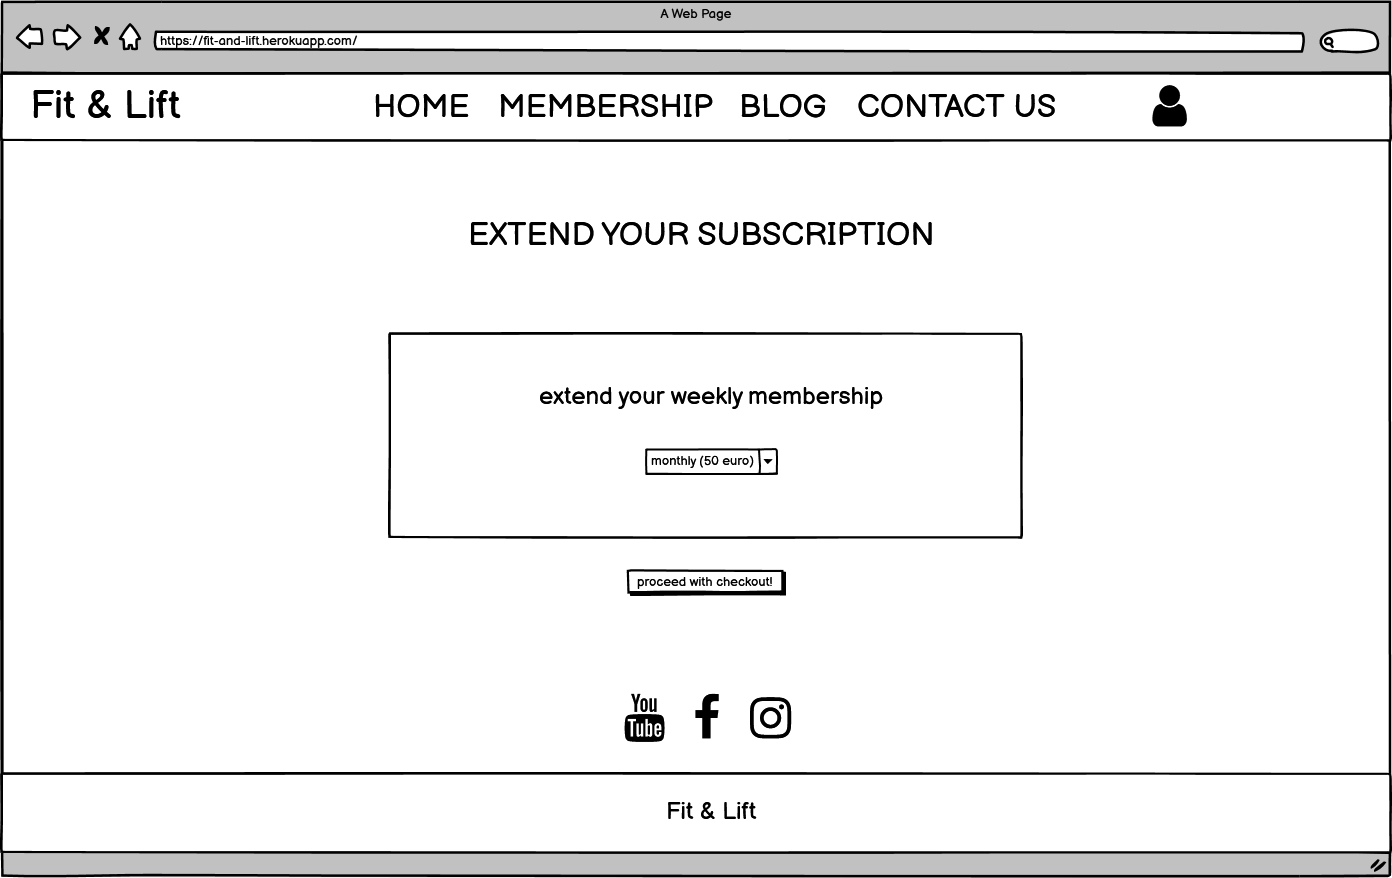 A Web Page
https://fit-and-lift.herokuapp.com/
Fit & Lift HOME MEMBERSHIP BLOG CONTACT US
EXTEND YOUR SUBSCRIPTION
extend your weekly membership
monthly (50 euro)
proceed with checkout!
You
Tube
Fit & Lift